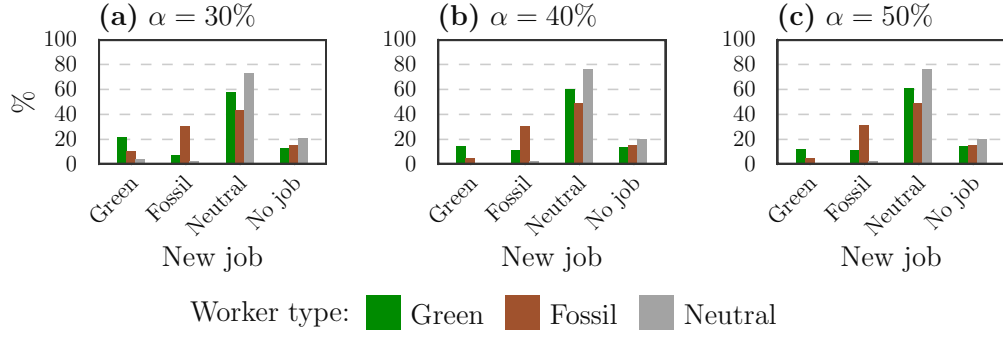 (a) α = 30%
(b) α = 40%
(c) α = 50%
%
100
80
60
40
20
0
Green
Fossil
Neutral
No job
New job
100
80
60
40
20
0
Green
Fossil
Neutral
No job
New job
100
80
60
40
20
0
Green
Fossil
Neutral
No job
New job
Worker type: Green Fossil Neutral